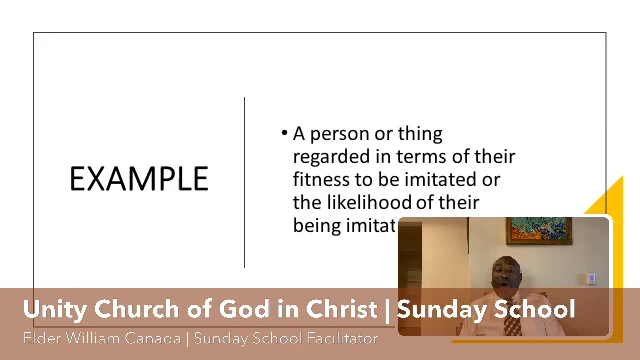 EXAMPLE
• A person or thing
regarded in terms of their
fitness to be imitated or
the likelihood of their
being imitat
Unity Church of God in Christ | Sunday School
Elder William Canada | Sunday School Facilitator